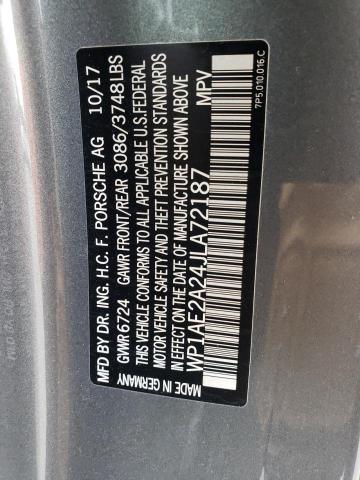 MFD BY DR. ING. H.C. F. PORSCHE AG 10/17
GVWR 6724 GAWR FRONT/REAR 3086/3748LBS
THIS VEHICLE CONFORMS TO ALL APPLICABLE U.S. FEDERAL
MOTOR VEHICLE SAFETY AND THEFT PREVENTION STANDARDS
IN EFFECT ON THE DATE OF MANUFACTURE SHOWN ABOVE
WP1AE2A24JLA72187 MPV
MADE IN GERMANY
7P5.010.016.C